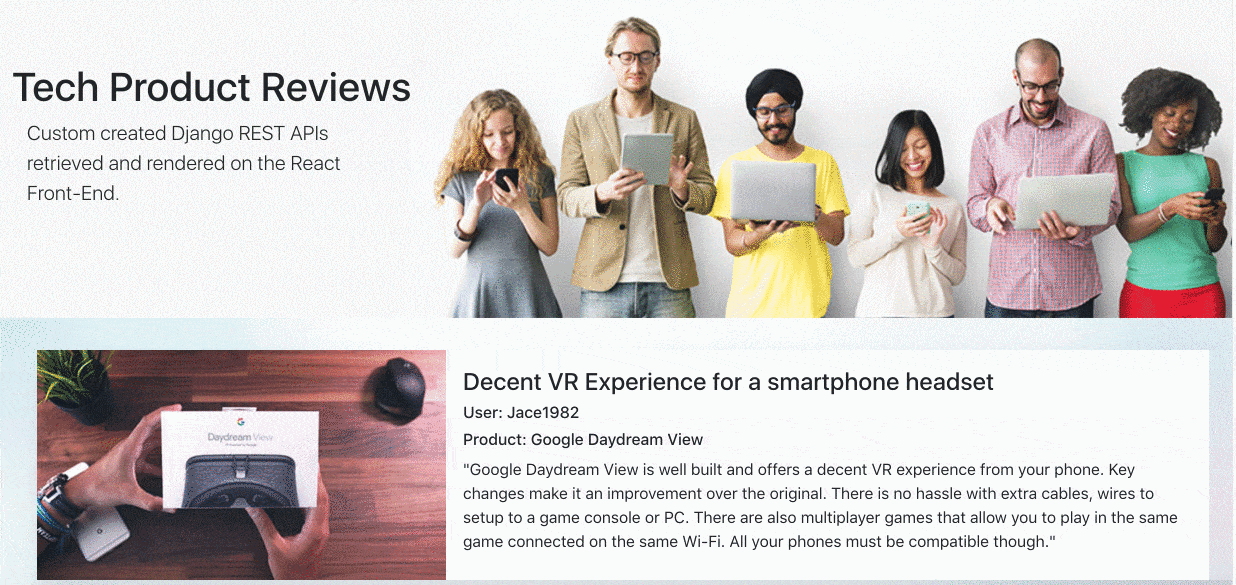 Tech Product Reviews
Custom created Django REST APIs
retrieved and rendered on the React
Front-End.
Daydream View
Decent VR Experience for a smartphone headset
User: Jace1982
Product: Google Daydream View
"Google Daydream View is well built and offers a decent VR experience from your phone. Key
changes make it an improvement over the original. There is no hassle with extra cables, wires to
setup to a game console or PC. There are also multiplayer games that allow you to play in the same
game connected on the same Wi-Fi. All your phones must be compatible though."